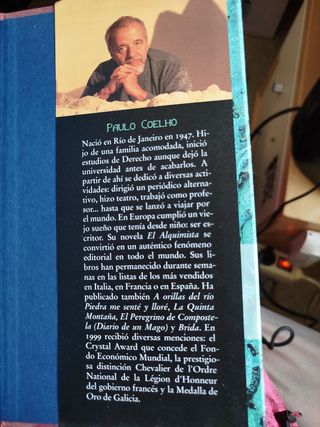 PAULO COELHO
Nació en Río de Janeiro en 1947. Hi-
jo de una familia acomodada, inició
estudios de Derecho aunque dejó la
universidad antes de acabarlos. A
partir de ahí se dedicó a diversas acti-
vidades: dirigió un periódico alterna-
tivo, hizo teatro, trabajó como profe-
sor... hasta que se lanzó a viajar por
el mundo. En Europa cumplió un vie-
jo sueño que tenía desde niño: ser es-
critor. Su novela El Alquimista se
convirtió en un auténtico fenómeno
editorial en todo el mundo. Sus li-
bros han permanecido durante sema-
nas en las listas de los más vendidos
en Italia, en Francia o en España. Ha
publicado también A orillas del río
Piedra me senté y lloré, La Quinta
Montaña, El Peregrino de Composte-
la (Diario de un Mago) y Brida. En
1999 recibió diversas menciones: el
Crystal Award que concede el Fon-
do Económico Mundial, la prestigio-
sa distinción Chevalier de l'Ordre
National de la Légion d'Honneur
del gobierno francés y la Medalla de
Oro de Galicia.